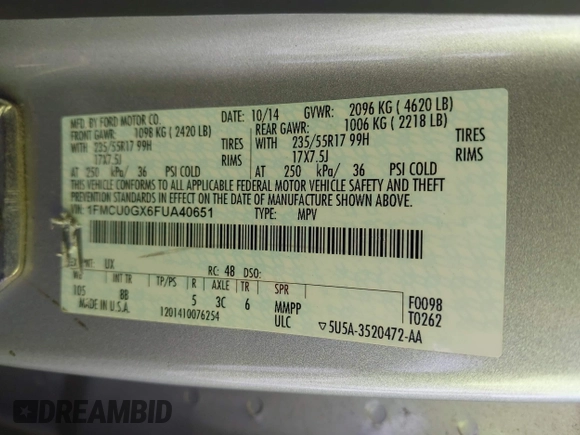 MFD. BY FORD MOTOR CO.
DATE: 10/14 GVWR: 2096 KG ( 4620 LB)
FRONT GAWR: 1098 KG ( 2420 LB) REAR GAWR: 1006 KG ( 2218 LB)
WITH 235/55R17 99H TIRES WITH 235/55R17 99H TIRES
17X7.5J RIMS 17X7.5J RIMS
AT 250 kPa/ 36 PSI COLD AT 250 kPa/ 36 PSI COLD
THIS VEHICLE CONFORMS TO ALL APPLICABLE FEDERAL MOTOR VEHICLE SAFETY AND THEFT
PREVENTION STANDARDS IN EFFECT ON THE DATE OF MANUFACTURE SHOWN ABOVE.
VIN: 1FMCU0GX6FUA40651 TYPE: MPV
UX RC: 48 DSO:
WB INT TR TP/PS R AXLE TR SPR
105 BB 5 3C 6 MMPP F0098
MADE IN U.S.A. 1201410076254 ULC ▽5U5A-3520472-AA T0262
DREAMBID